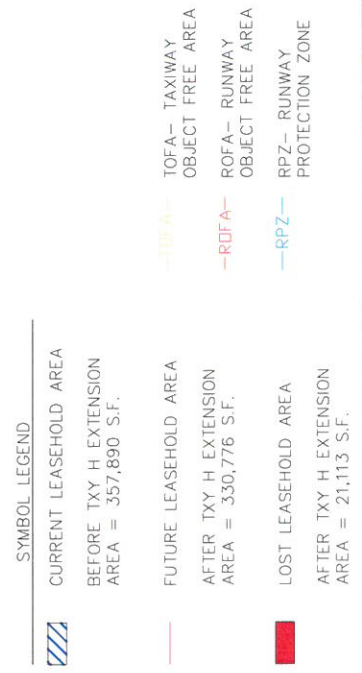 SYMBOL LEGEND
CURRENT LEASEHOLD AREA
BEFORE TXY H EXTENSION
AREA = 357,890 S.F.
FUTURE LEASEHOLD AREA
AFTER TXY H EXTENSION
AREA = 330,776 S.F.
LOST LEASEHOLD AREA
AFTER TXY H EXTENSION
AREA = 21,113 S.F.
TOFA- TAXIWAY
OBJECT FREE AREA
—ROFA—
ROFA- RUNWAY
OBJECT FREE AREA
—RPZ—
RPZ- RUNWAY
PROTECTION ZONE